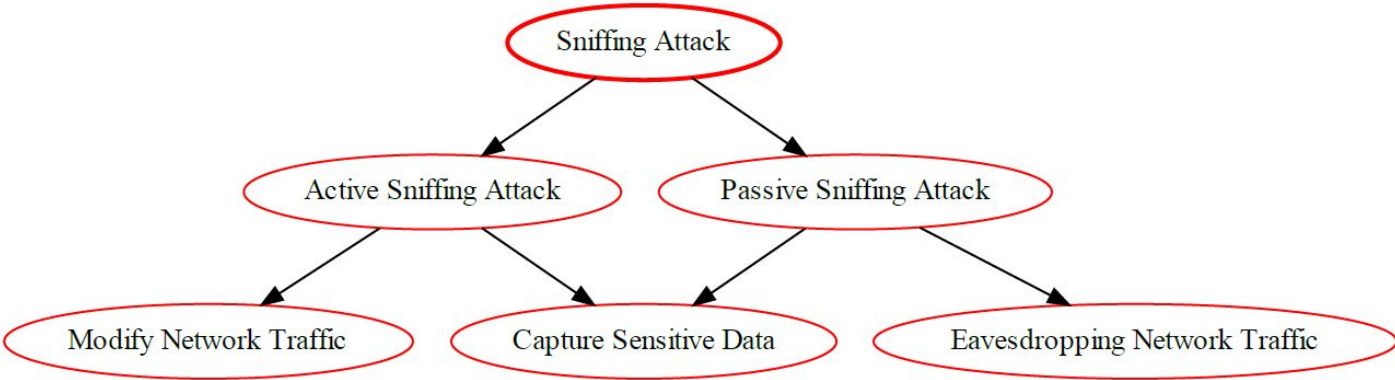 Sniffing Attack
Active Sniffing Attack
Passive Sniffing Attack
Modify Network Traffic
Capture Sensitive Data
Eavesdropping Network Traffic